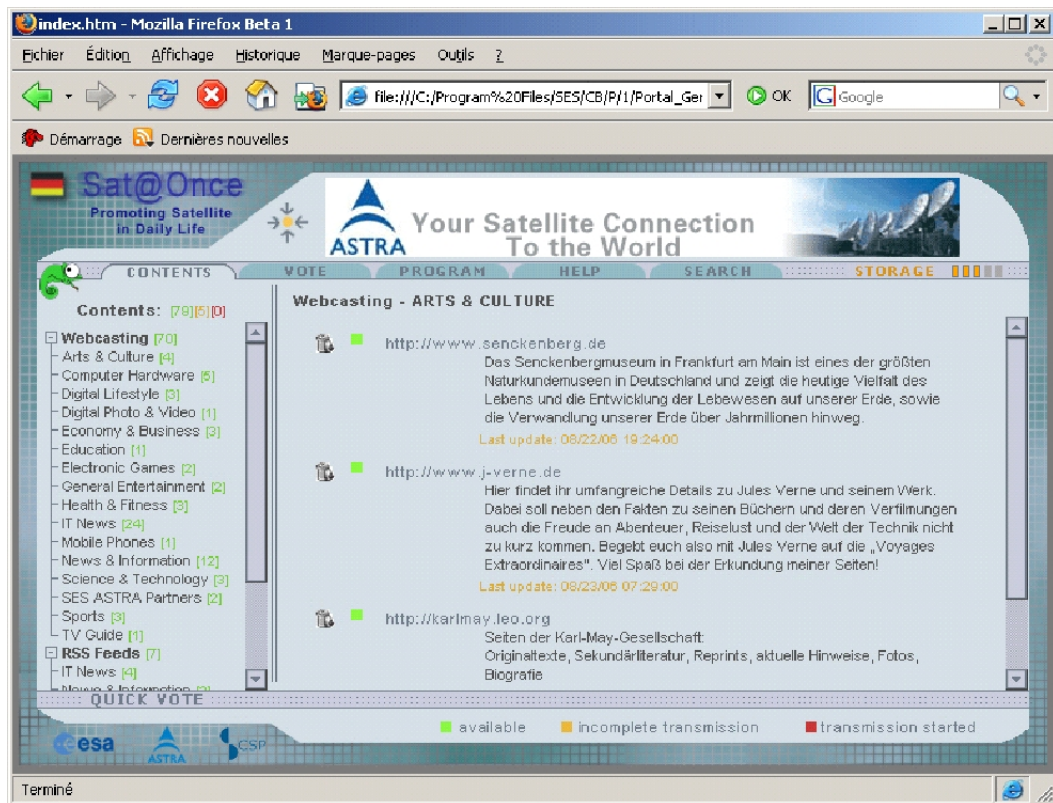 index.htm - Mozilla Firefox Beta 1
Fichier Édition Affichage Historique Marque-pages Outils ?
file:///C:/Program%20Files/SES/CB/P/1/Portal_Ger OK Google
Démarrage Dernières nouvelles
Sat@Once
Promoting Satellite
in Daily Life
ASTRA
Your Satellite Connection
To the World
CONTENTS VOTE PROGRAM HELP SEARCH STORAGE
Contents: [79][5][0]
Webcasting [70]
Arts & Culture [4]
Computer Hardware [5]
Digital Lifestyle [3]
Digital Photo & Video [1]
Economy & Business [3]
Education [1]
Electronic Games [2]
General Entertainment [2]
Health & Fitness [3]
IT News [24]
Mobile Phones [1]
News & Information [12]
Science & Technology [3]
SES ASTRA Partners [2]
Sports [3]
TV Guide [1]
RSS Feeds [7]
IT News [4]
News & Information
Webcasting - ARTS & CULTURE
http://www.senckenberg.de
Das Senckenbergmuseum in Frankfurt am Main ist eines der größten
Naturkundemuseen in Deutschland und zeigt die heutige Vielfalt des
Lebens und die Entwicklung der Lebewesen auf unserer Erde, sowie
die Verwandlung unserer Erde über Jahrmillionen hinweg.
Last update: 08/22/06 19:24:00
http://www.j-verne.de
Hier findet ihr umfangreiche Details zu Jules Verne und seinem Werk.
Dabei soll neben den Fakten zu seinen Büchern und deren Verfilmungen
auch die Freude an Abenteuer, Reiselust und der Welt der Technik nicht
zu kurz kommen. Begebt euch also mit Jules Verne auf die „Voyages
Extraordinaires". Viel Spaß bei der Erkundung meiner Seiten!
Last update: 08/23/06 07:29:00
http://karlmay.leo.org
Seiten der Karl-May-Gesellschaft:
Originaltexte, Sekundärliteratur, Reprints, aktuelle Hinweise, Fotos,
Biografie
QUICK VOTE
available incomplete transmission transmission started
esa ASTRA CSP
Terminé